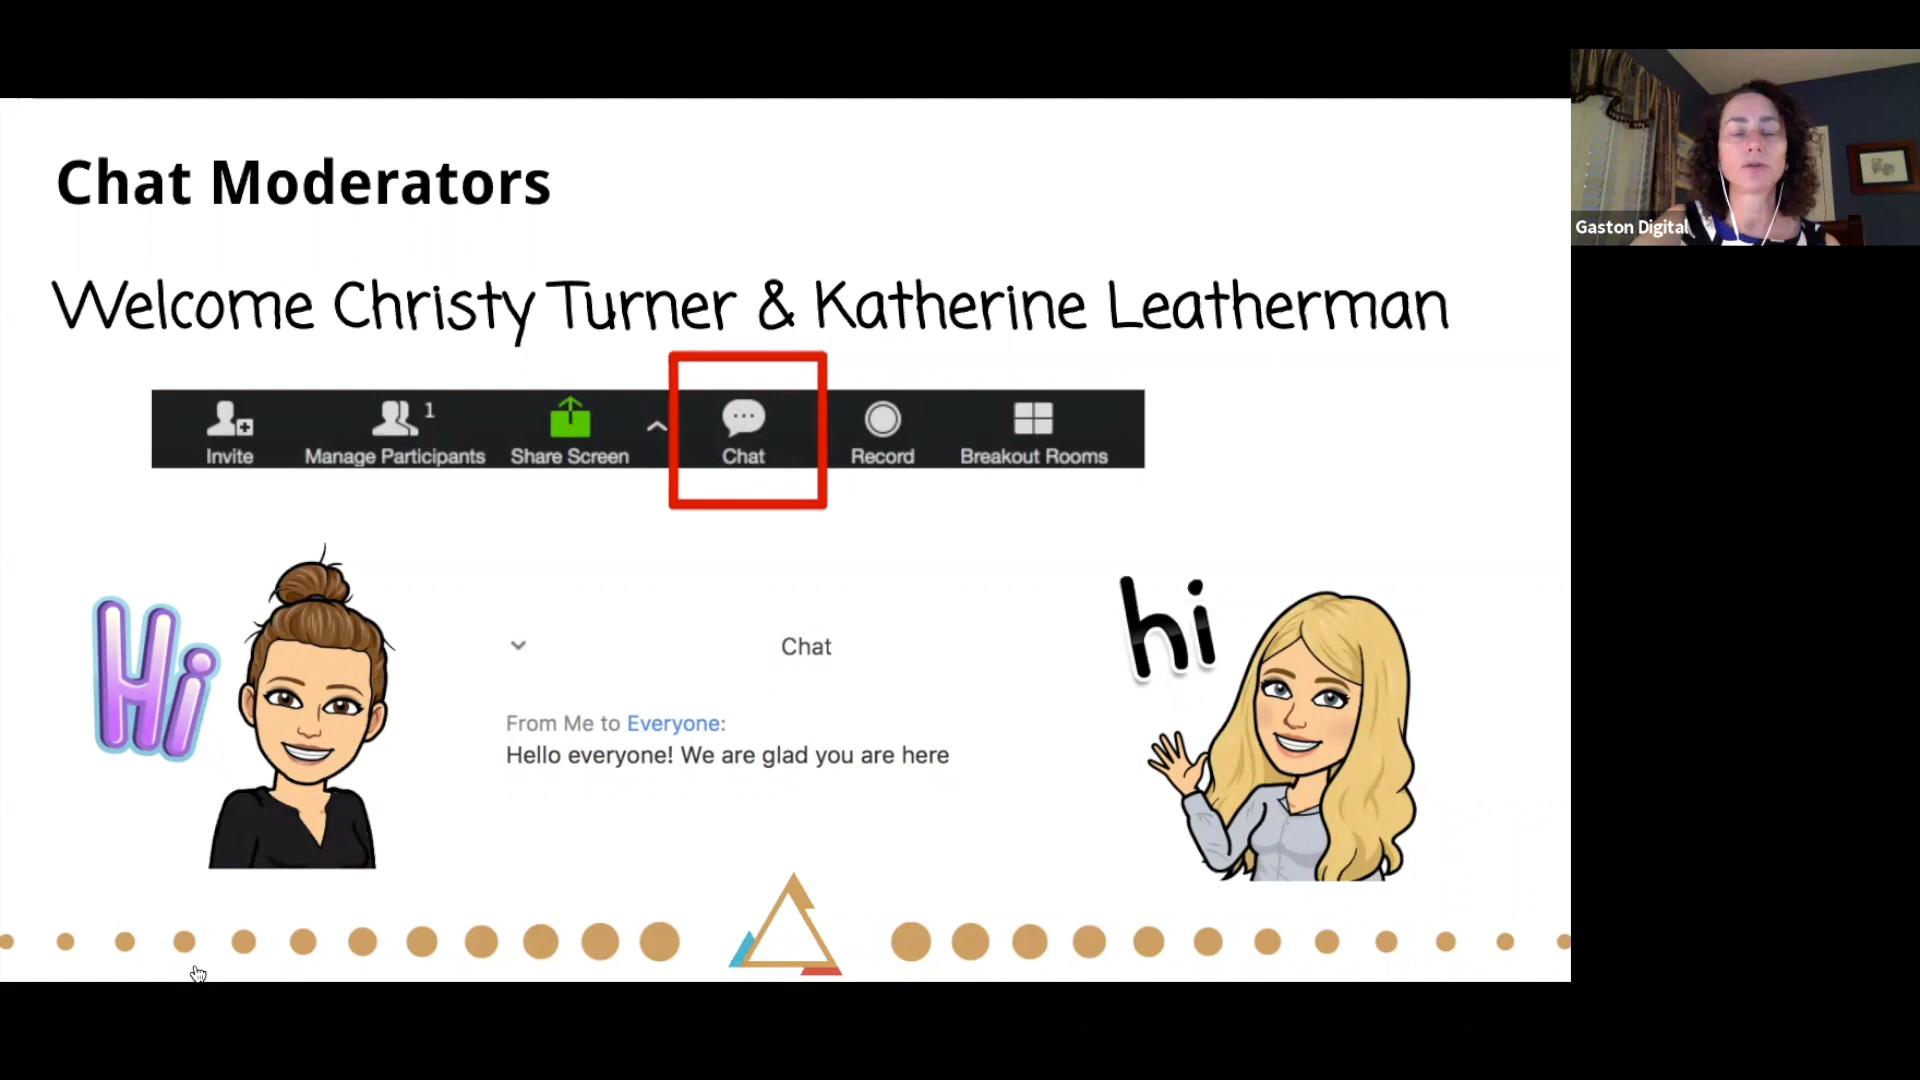 Chat Moderators
Gaston Digital
Welcome Christy Turner & Katherine Leatherman
1
Invite
Manage Participants
Share Screen
Chat
Record
Breakout Rooms
Hi
hi
Chat
From Me to Everyone:
Hello everyone! We are glad you are here